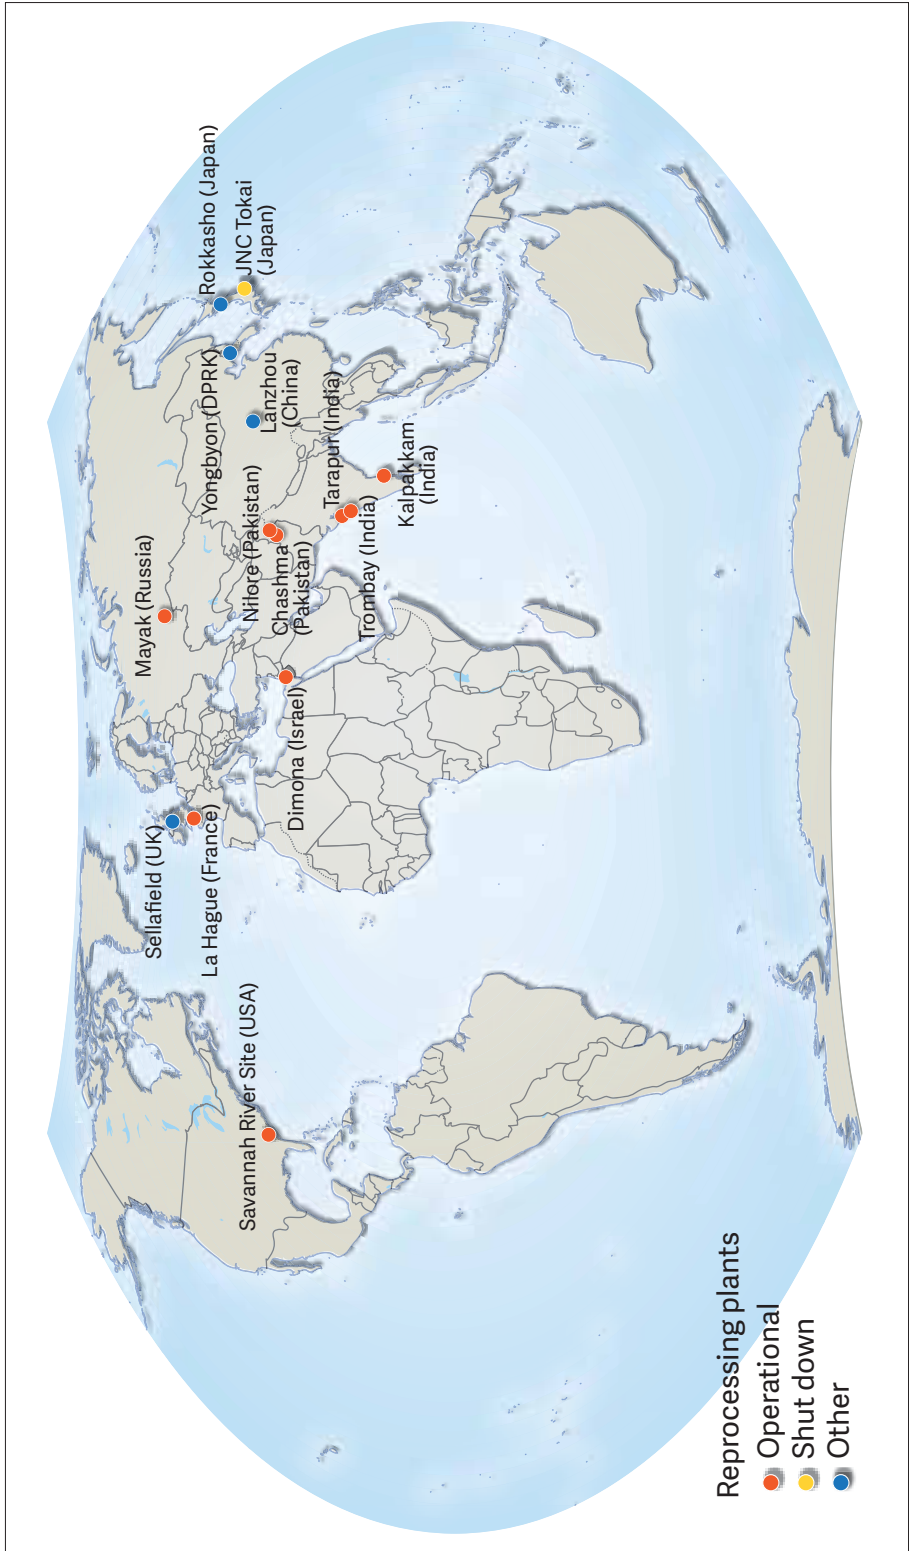 Rokkasho (Japan)
JNC Tokai
(Japan)
Yongbyon (DPRK)
Lanzhou
(China)
Mayak (Russia)
Nilore (Pakistan)
Chashma
(Pakistan)
Tarapur (India)
Trombay (India)
Kalpakkam
(India)
Dimona (Israel)
Sellafield (UK)
La Hague (France)
Savannah River Site (USA)
Reprocessing plants
Operational
Shut down
Other